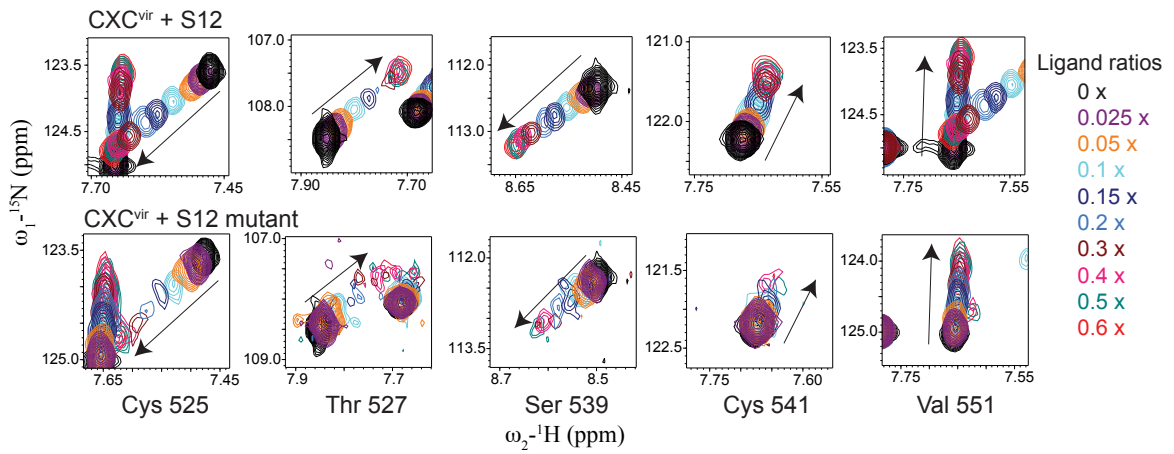 CXCvir + S12
123.5
124.5
7.70
7.45
107.0
108.0
7.90
7.70
112.0
113.0
8.65
8.45
121.0
122.0
7.75
7.55
123.5
124.5
7.75
7.55
Ligand ratios
0 x
0.025 x
0.05 x
0.1 x
0.15 x
0.2 x
0.3 x
0.4 x
0.5 x
0.6 x
ω1-15N (ppm)
CXCvir + S12 mutant
123.5
125.0
7.65
7.45
107.0
109.0
7.9
7.7
112.0
113.5
8.7
8.5
121.5
122.5
7.75
7.60
124.0
125.0
7.75
7.55
Cys 525
Thr 527
Ser 539
Cys 541
Val 551
ω2-1H (ppm)